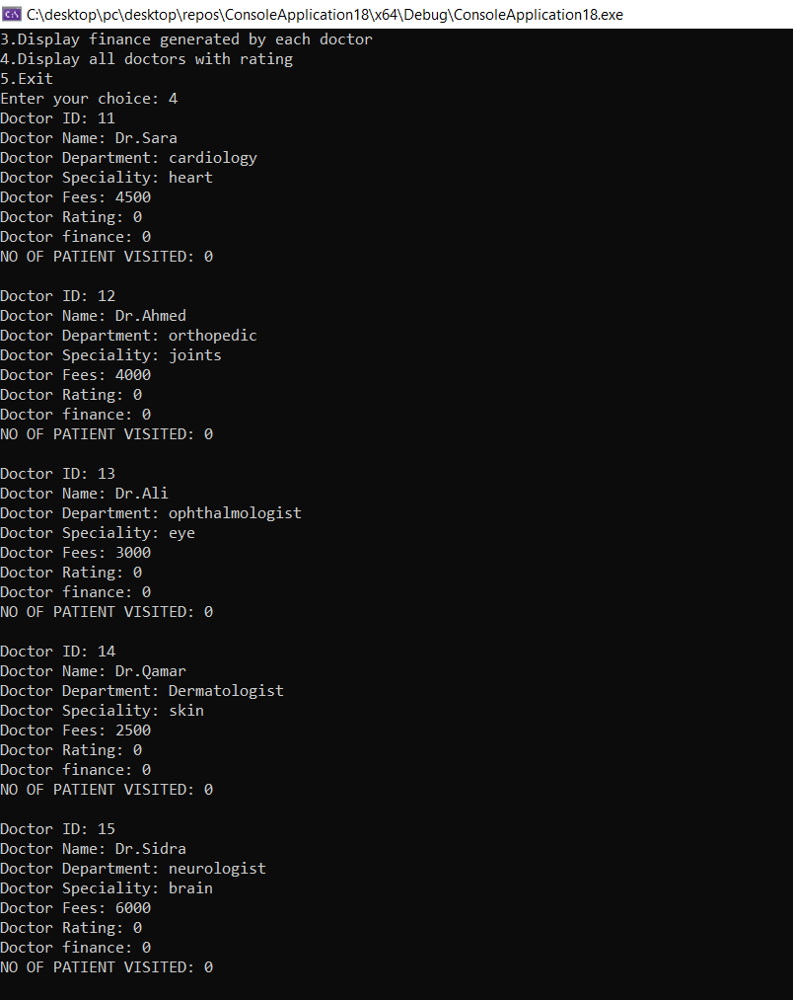 C:\desktop\pc\desktop\repos\ConsoleApplication18\x64\Debug\ConsoleApplication18.exe
3.Display finance generated by each doctor
4.Display all doctors with rating
5.Exit
Enter your choice: 4
Doctor ID: 11
Doctor Name: Dr.Sara
Doctor Department: cardiology
Doctor Speciality: heart
Doctor Fees: 4500
Doctor Rating: 0
Doctor finance: 0
NO OF PATIENT VISITED: 0
Doctor ID: 12
Doctor Name: Dr.Ahmed
Doctor Department: orthopedic
Doctor Speciality: joints
Doctor Fees: 4000
Doctor Rating: 0
Doctor finance: 0
NO OF PATIENT VISITED: 0
Doctor ID: 13
Doctor Name: Dr.Ali
Doctor Department: ophthalmologist
Doctor Speciality: eye
Doctor Fees: 3000
Doctor Rating: 0
Doctor finance: 0
NO OF PATIENT VISITED: 0
Doctor ID: 14
Doctor Name: Dr.Qamar
Doctor Department: Dermatologist
Doctor Speciality: skin
Doctor Fees: 2500
Doctor Rating: 0
Doctor finance: 0
NO OF PATIENT VISITED: 0
Doctor ID: 15
Doctor Name: Dr.Sidra
Doctor Department: neurologist
Doctor Speciality: brain
Doctor Fees: 6000
Doctor Rating: 0
Doctor finance: 0
NO OF PATIENT VISITED: 0